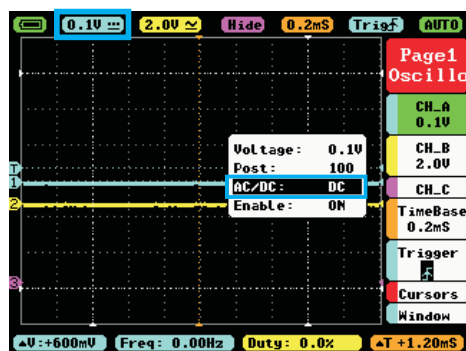 0.1V 2.0V Hide 0.2mS Trig AUTO
Page1
Oscillo
CH_A
0.1V
CH_B
2.0V
CH_C
TimeBase
0.2mS
Trigger
Cursors
Window
Voltage: 0.1V
Post: 100
AC/DC: DC
Enable: ON
T
1
2
3
▲V:+600mV Freq: 0.00Hz Duty: 0.0% ▲T +1.20mS